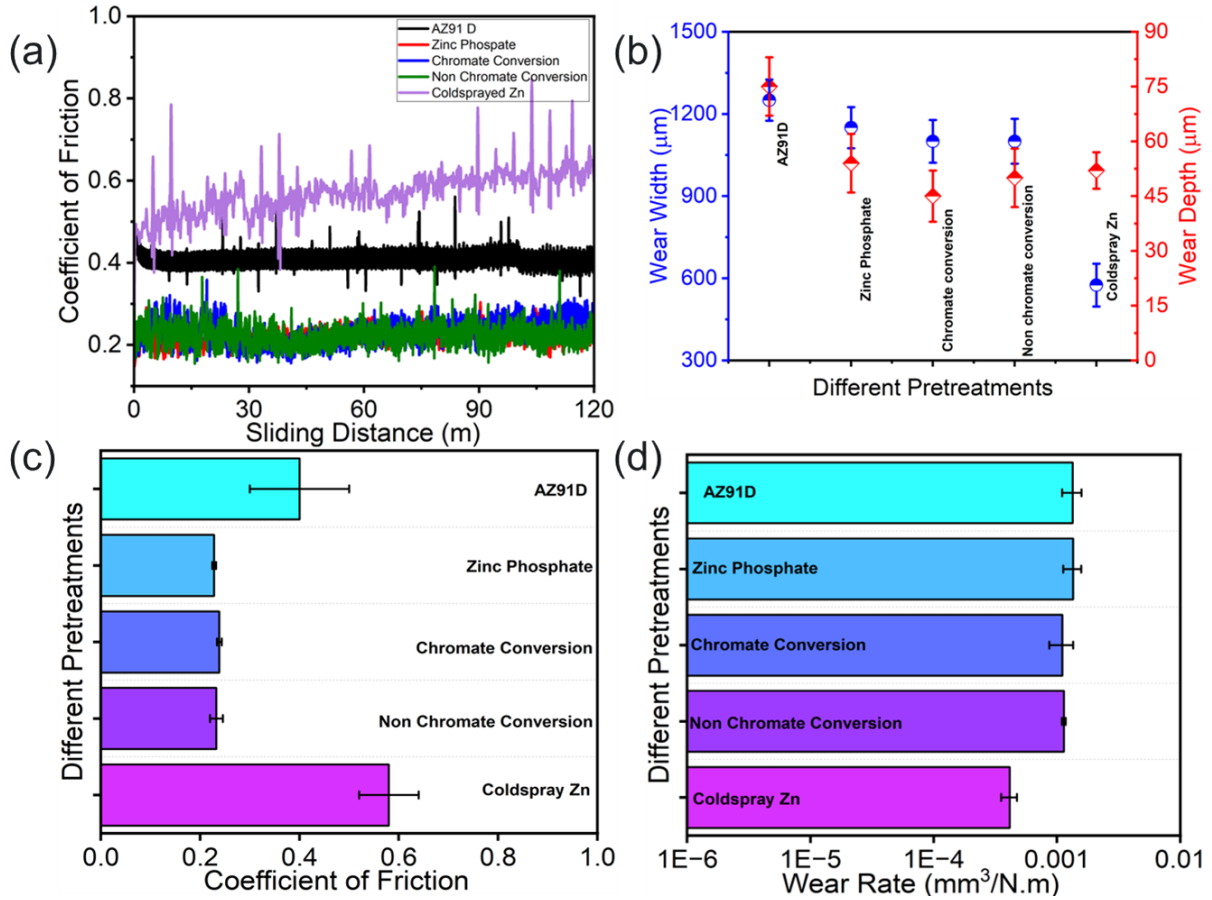 (a)
1.0
0.8
0.6
0.4
0.2
Coefficient of Friction
AZ91 D
Zinc Phospate
Chromate Conversion
Non Chromate Conversion
Coldsprayed Zn
0 30 60 90 120
Sliding Distance (m)
(b)
1500
1200
900
600
300
Wear Width (μm)
AZ91D
Zinc Phosphate
Chromate conversion
Non chromate conversion
Coldspray Zn
90
75
60
45
30
15
0
Wear Depth (μm)
Different Pretreatments
(c)
Different Pretreatments
AZ91D
Zinc Phosphate
Chromate Conversion
Non Chromate Conversion
Coldspray Zn
0.0 0.2 0.4 0.6 0.8 1.0
Coefficient of Friction
(d)
Different Pretreatments
AZ91D
Zinc Phosphate
Chromate Conversion
Non Chromate Conversion
Coldspray Zn
1E-6 1E-5 1E-4 0.001 0.01
Wear Rate (mm³/N.m)